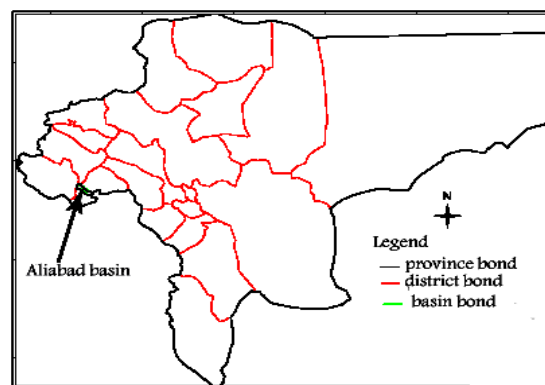 N
Legend
province bond
district bond
basin bond
Aliabad basin